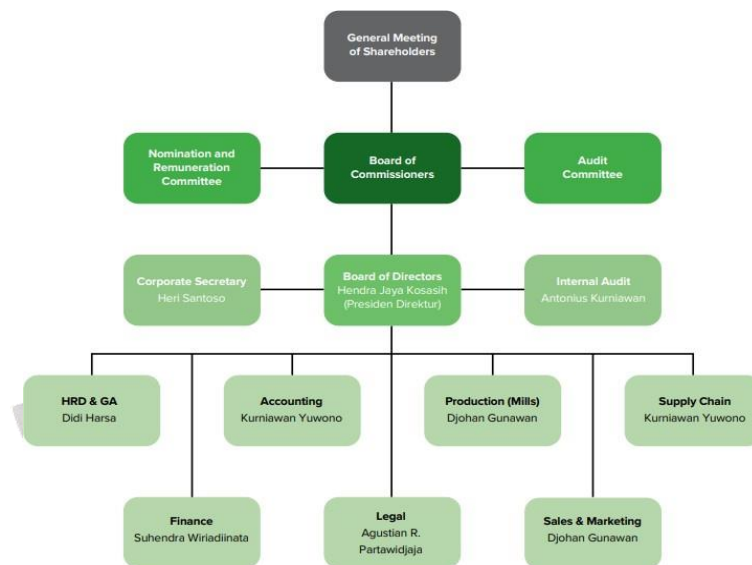 General Meeting
of Shareholders
Nomination and
Remuneration
Committee
Board of
Commissioners
Audit
Committee
Corporate Secretary
Heri Santoso
Board of Directors
Hendra Jaya Kosasih
(Presiden Direktur)
Internal Audit
Antonius Kurniawan
HRD & GA
Didi Harsa
Accounting
Kurniawan Yuwono
Production (Mills)
Djohan Gunawan
Supply Chain
Kurniawan Yuwono
Finance
Suhendra Wiriadiinata
Legal
Agustian R.
Partawidjaja
Sales & Marketing
Djohan Gunawan